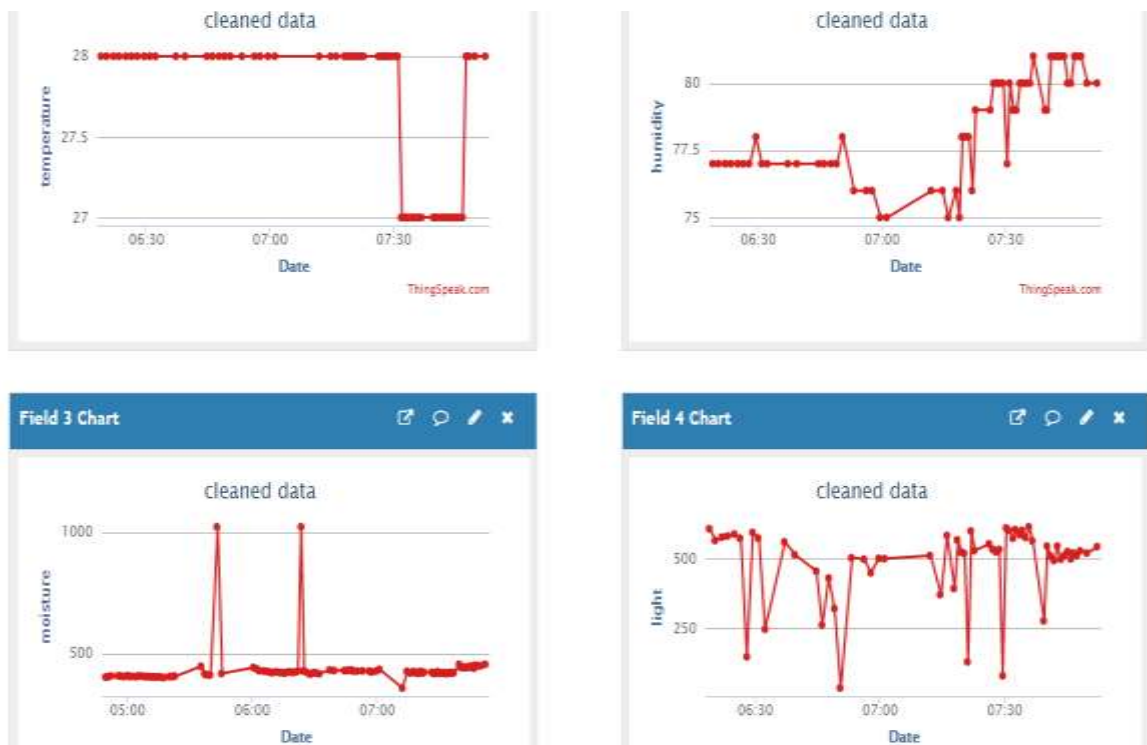 cleaned data
28
27.5
27
temperature
06:30 07:00 07:30
Date
ThingSpeak.com
cleaned data
80
77.5
75
humidity
06:30 07:00 07:30
Date
ThingSpeak.com
Field 3 Chart
cleaned data
1000
500
moisture
05:00 06:00 07:00
Date
Field 4 Chart
cleaned data
500
250
light
06:30 07:00 07:30
Date